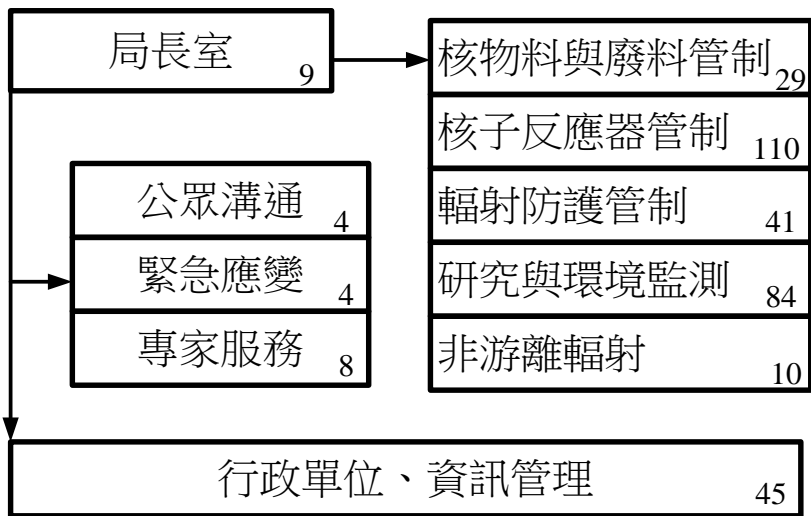 局長室 9
核物料與廢料管制 29
核子反應器管制 110
輻射防護管制 41
研究與環境監測 84
非游離輻射 10
公眾溝通 4
緊急應變 4
專家服務 8
行政單位、資訊管理 45